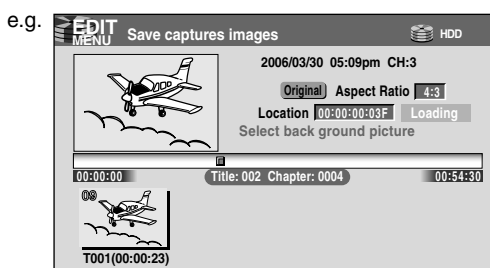 e.g.
EDIT MENU Save captures images HDD
2006/03/30 05:09pm CH:3
Original Aspect Ratio 4:3
Location 00:00:00:03F Loading
Select back ground picture
00:00:00 Title: 002 Chapter: 0004 00:54:30
09
T001(00:00:23)